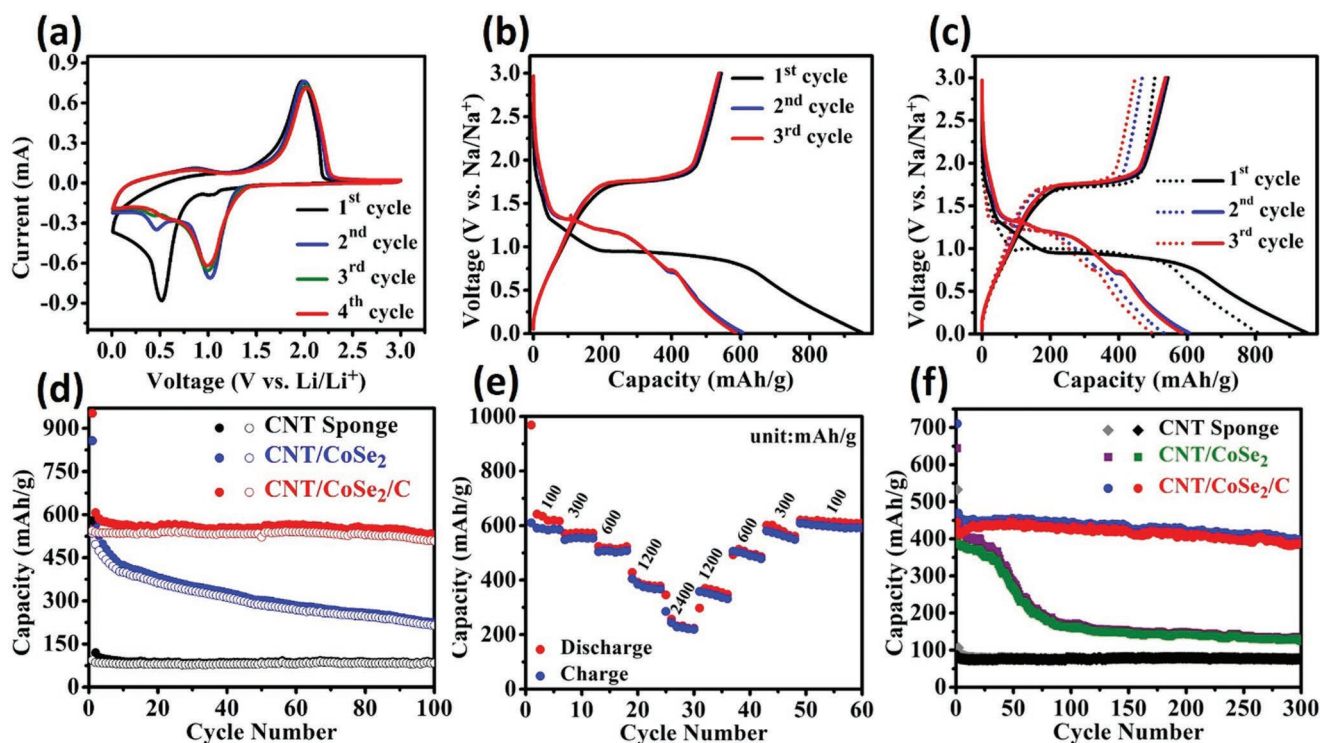 (a)
0.9
0.6
0.3
0.0
-0.3
-0.6
-0.9
Current (mA)
1st cycle
2nd cycle
3rd cycle
4th cycle
0.0 0.5 1.0 1.5 2.0 2.5 3.0
Voltage (V vs. Li/Li+)
(b)
3.0
2.5
2.0
1.5
1.0
0.5
0.0
Voltage (V vs. Na/Na+)
1st cycle
2nd cycle
3rd cycle
0 200 400 600 800
Capacity (mAh/g)
(c)
3.0
2.5
2.0
1.5
1.0
0.5
0.0
Voltage (V vs. Na/Na+)
1st cycle
2nd cycle
3rd cycle
0 200 400 600 800
Capacity (mAh/g)
(d)
900
750
600
450
300
150
0
Capacity (mAh/g)
CNT Sponge
CNT/CoSe2
CNT/CoSe2/C
0 20 40 60 80 100
Cycle Number
(e)
1000
800
600
400
200
0
Capacity (mAh/g)
unit:mAh/g
100
300
600
1200
2400
1200
600
300
100
Discharge
Charge
0 10 20 30 40 50 60
Cycle Number
(f)
700
600
500
400
300
200
100
0
Capacity (mAh/g)
CNT Sponge
CNT/CoSe2
CNT/CoSe2/C
0 50 100 150 200 250 300
Cycle Number